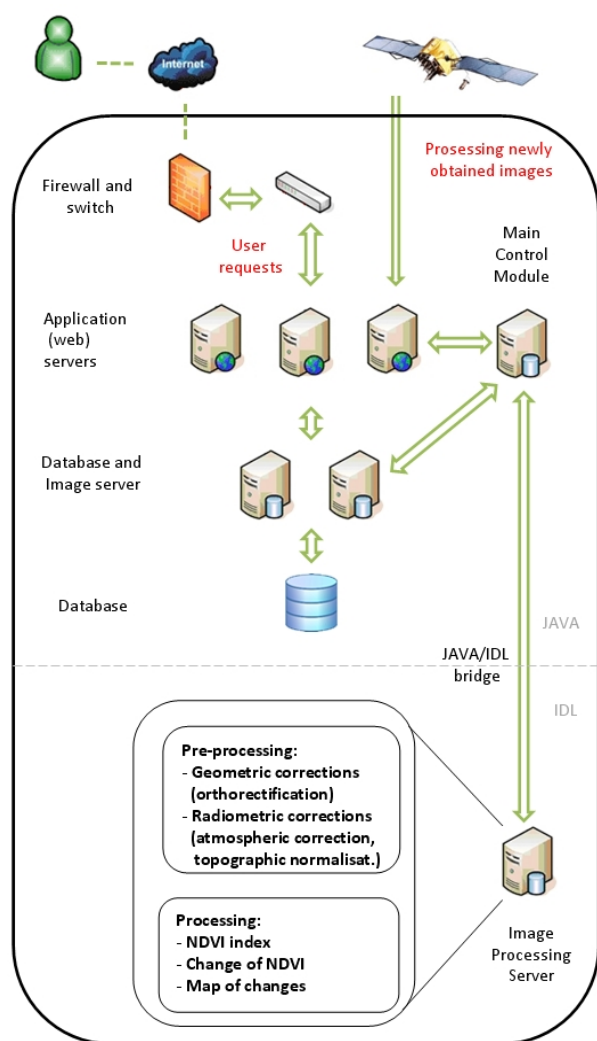 Internet
Prosessing newly
obtained images
Firewall and
switch
User
requests
Main
Control
Module
Application
(web)
servers
Database and
Image server
Database
JAVA
JAVA/IDL
bridge
IDL
Pre-processing:
- Geometric corrections
(orthorectification)
- Radiometric corrections
(atmospheric correction,
topographic normalisat.)
Processing:
- NDVI index
- Change of NDVI
- Map of changes
Image
Processing
Server